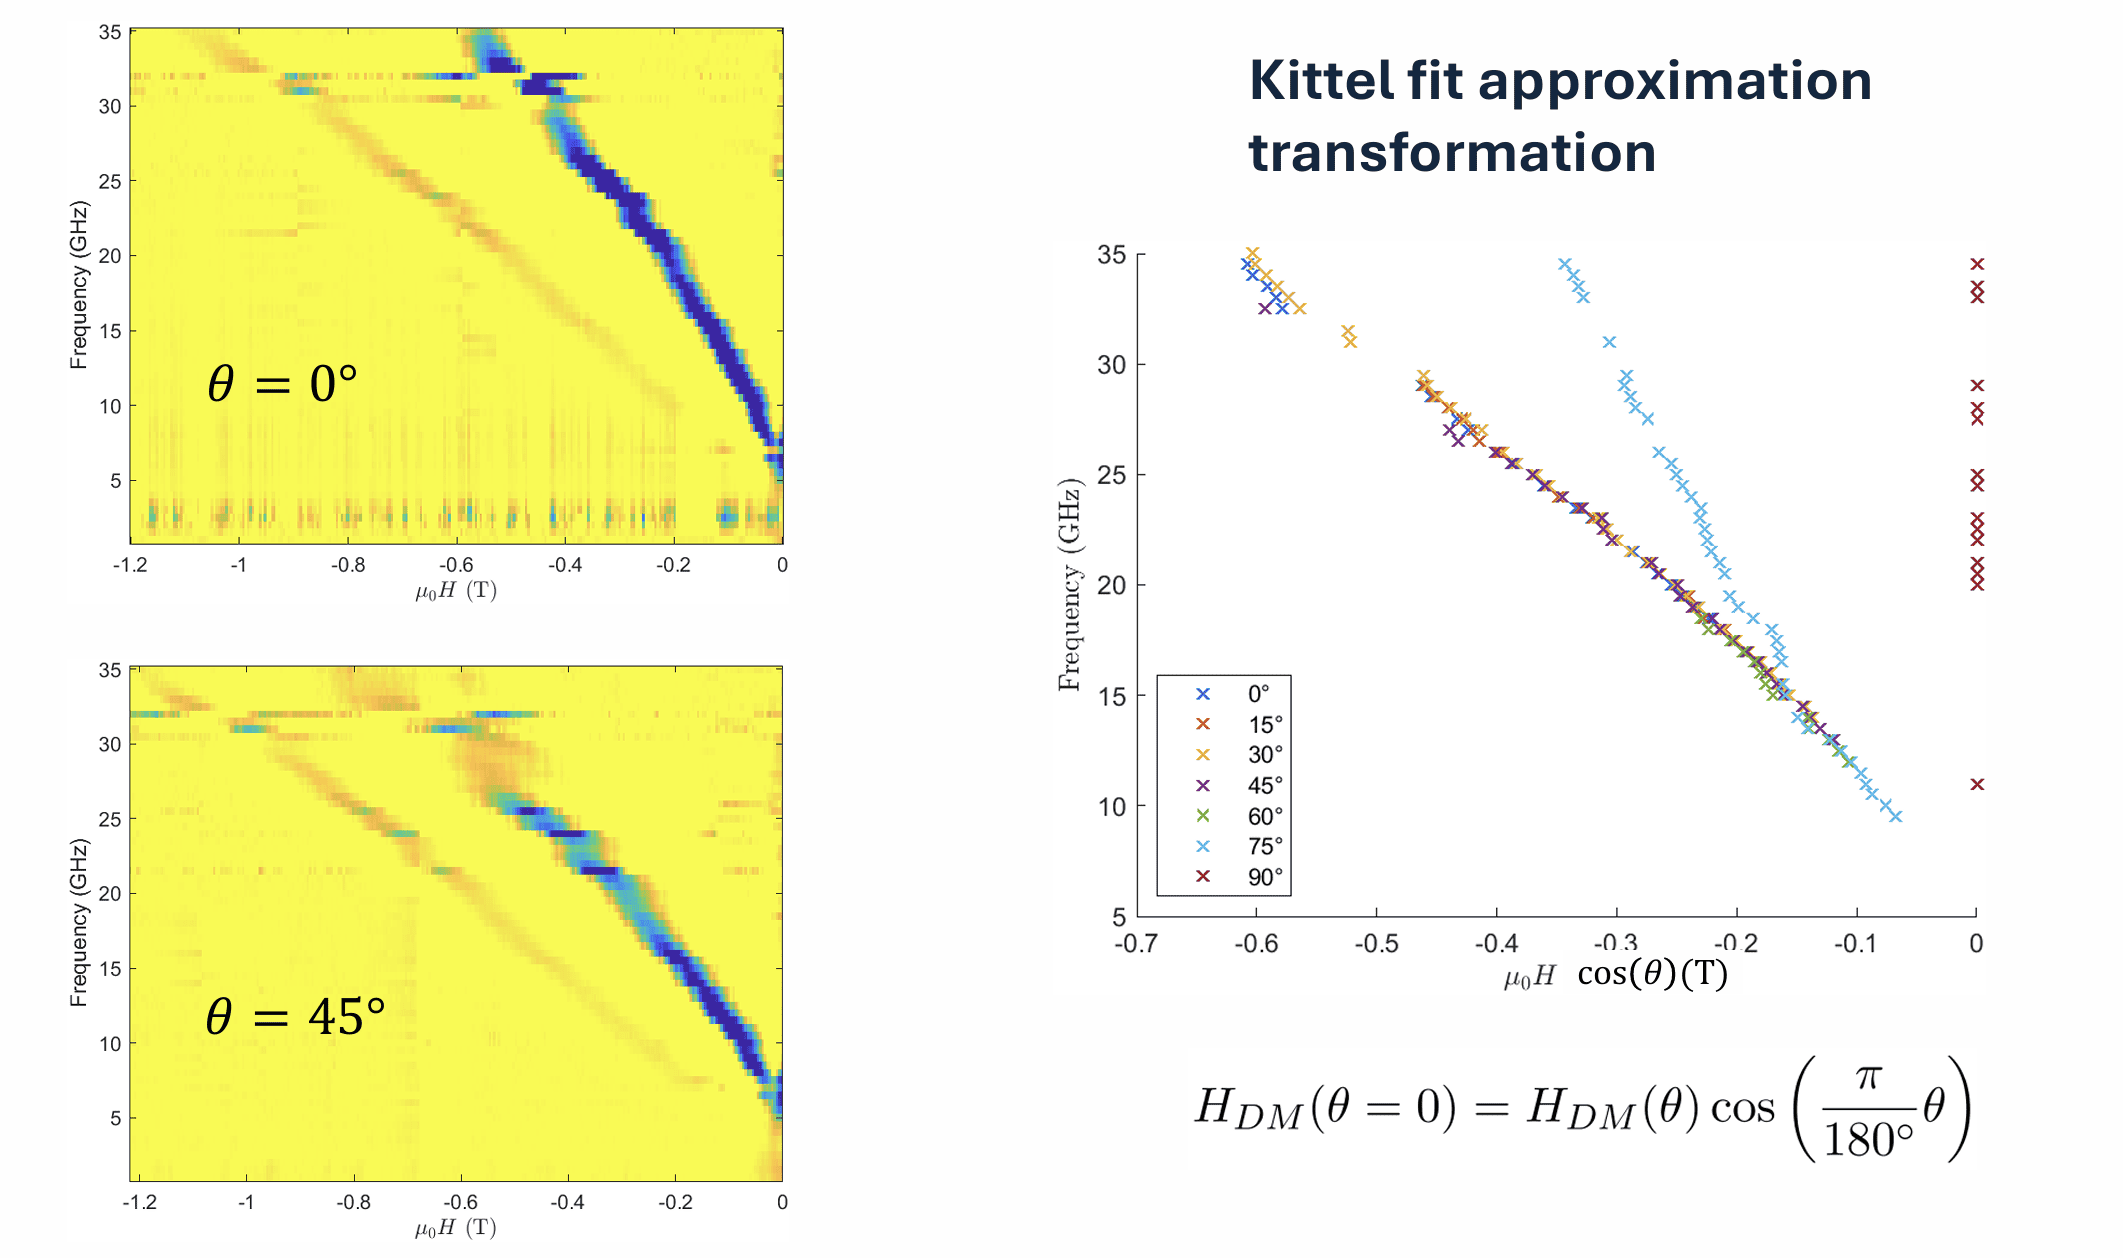 Kittel fit approximation
transformation
35
30
25
20
15
10
5
Frequency (GHz)
θ = 0°
-1.2 -1 -0.8 -0.6 -0.4 -0.2 0
μ₀H (T)
35
30
25
20
15
10
5
Frequency (GHz)
θ = 45°
-1.2 -1 -0.8 -0.6 -0.4 -0.2 0
μ₀H (T)
35
30
25
20
15
10
5
Frequency (GHz)
0°
15°
30°
45°
60°
75°
90°
-0.7 -0.6 -0.5 -0.4 -0.3 -0.2 -0.1 0
μ₀H cos(θ)(T)
H_{DM}(θ = 0) = H_{DM}(θ) cos(π/180° θ)